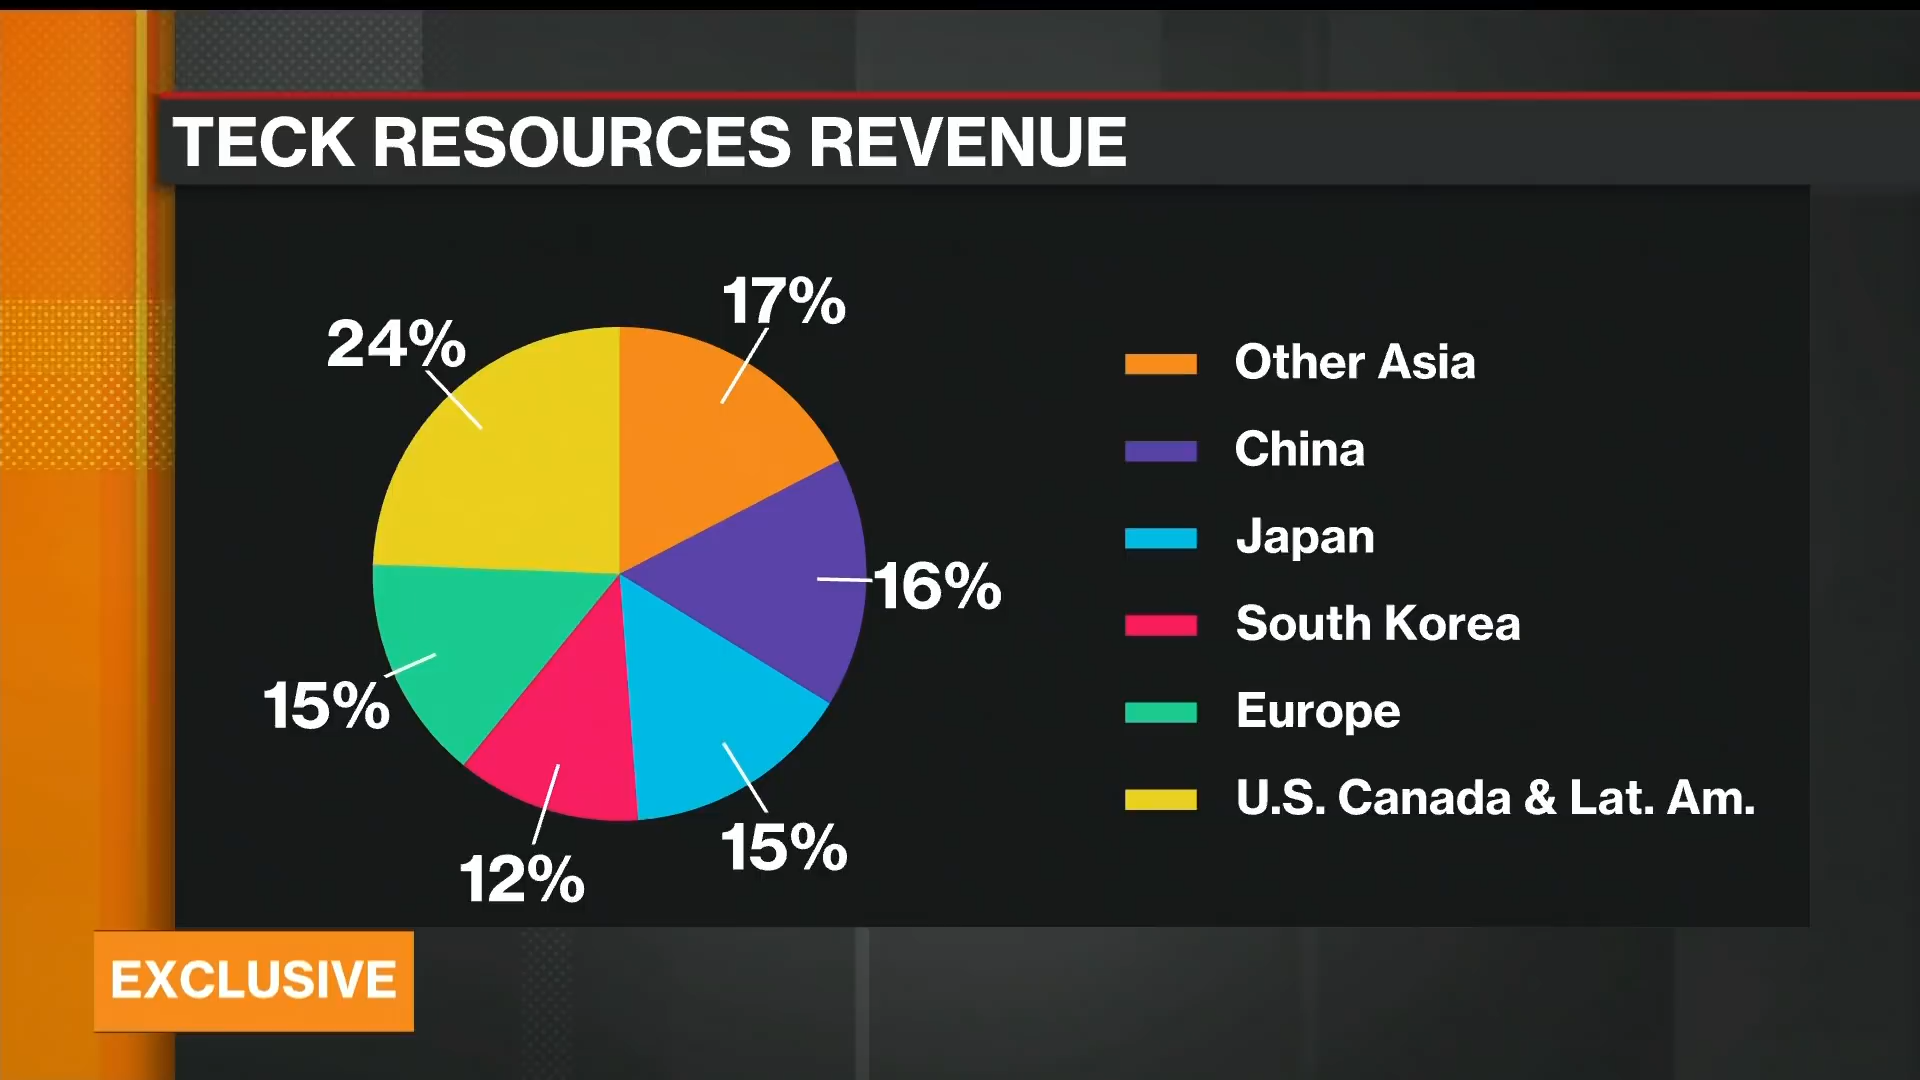 TECK RESOURCES REVENUE
24%
17%
16%
15%
12%
15%
Other Asia
China
Japan
South Korea
Europe
U.S. Canada & Lat. Am.
EXCLUSIVE